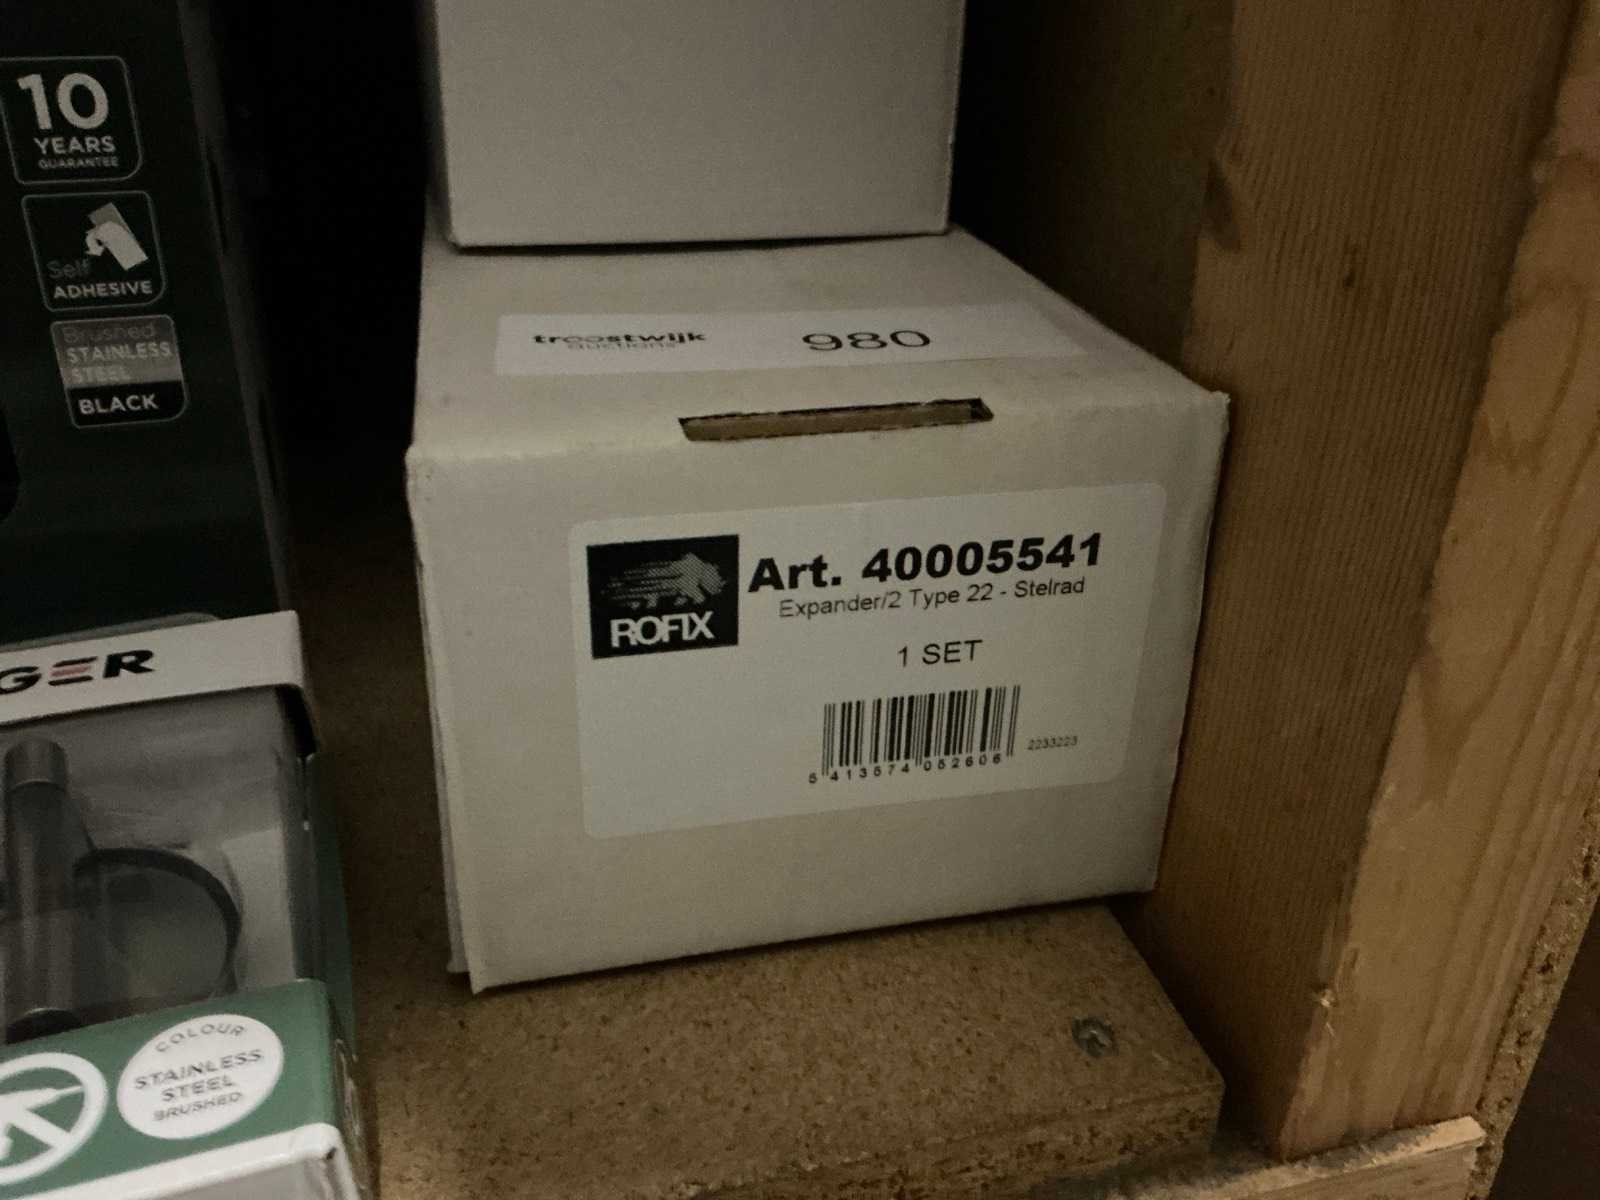 10
YEARS
GUARANTEE
Self
ADHESIVE
Brushed
STAINLESS
STEEL
BLACK
troostwijk
auctions
980
ROFIX
Art. 40005541
Expander/2 Type 22 - Stelrad
1 SET
5 413574 052606
2233223
GER
COLOUR
STAINLESS
STEEL
BRUSHED